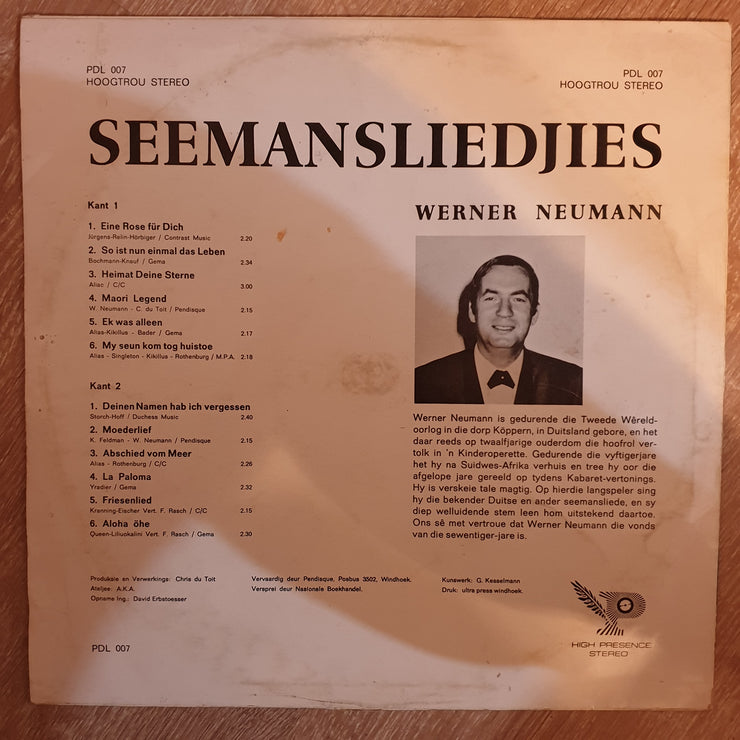 PDL 007
HOOGTROU STEREO
PDL 007
HOOGTROU STEREO
SEEMANSLIEDJIES
WERNER NEUMANN
Kant 1
1. Eine Rose für Dich
Jürgens-Relin-Hörbiger / Contrast Music 2.20
2. So ist nun einmal das Leben
Bochmann-Knauf / Gema 2.34
3. Heimat Deine Sterne
Alias / C/C 3.00
4. Maori Legend
W. Neumann - C. du Toit / Pendisque 2.15
5. Ek was alleen
Alias-Kikillus - Bader / Gema 2.17
6. My seun kom tog huistoe
Alias - Singleton - Kikillus - Rothenburg / M.P.A. 2.18
Kant 2
1. Deinen Namen hab ich vergessen
Storch-Hoff / Duchess Music 2.40
2. Moederlief
K. Feldman - W. Neumann / Pendisque 2.15
3. Abschied vom Meer
Alias - Rothenburg / C/C 2.26
4. La Paloma
Yradier / Gema 2.32
5. Friesenlied
Kranning-Eischer Vert. F. Rasch / C/C 2.15
6. Aloha öhe
Queen-Liliuokalini Vert. F. Rasch / Gema 2.30
Werner Neumann is gedurende die Tweede Wêreld-
oorlog in die dorp Köppern, in Duitsland gebore, en het
daar reeds op twaalfjarige ouderdom die hoofrol ver-
tolk in 'n Kinderoperette. Gedurende die vyftigerjare
het hy na Suidwes-Afrika verhuis en tree hy oor die
afgelope jare gereeld op tydens Kabaret-vertonings.
Hy is verskeie tale magtig. Op hierdie langspeler sing
hy die bekender Duitse en ander seemansliede, en sy
diep welluidende stem leen hom uitstekend daartoe.
Ons sê met vertroue dat Werner Neumann die vonds
van die sewentiger-jare is.
Produksie en Verwerkings: Chris du Toit
Ateljee: A.K.A.
Opname Ing.: David Erbstoesser
Vervaardig deur Pendisque, Posbus 3502, Windhoek.
Versprei deur Nasionale Boekhandel.
Kunswerk: G. Kesselmann
Druk: ultra press windhoek.
HIGH PRESENCE
STEREO
PDL 007